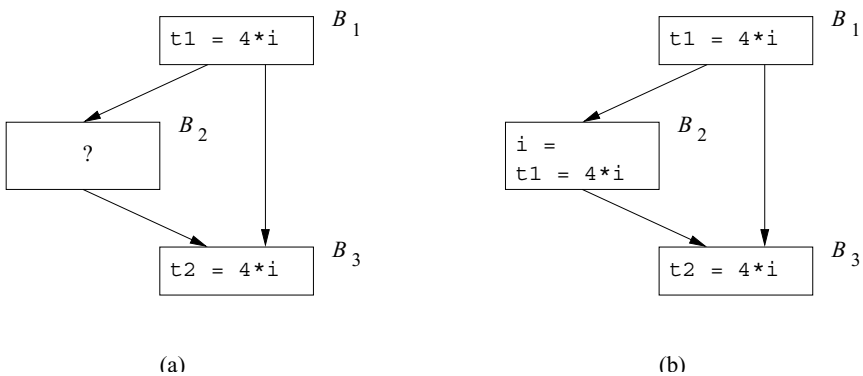 B1
t1 = 4*i
B2
?
B3
t2 = 4*i
(a)
B1
t1 = 4*i
B2
i =
t1 = 4*i
B3
t2 = 4*i
(b)